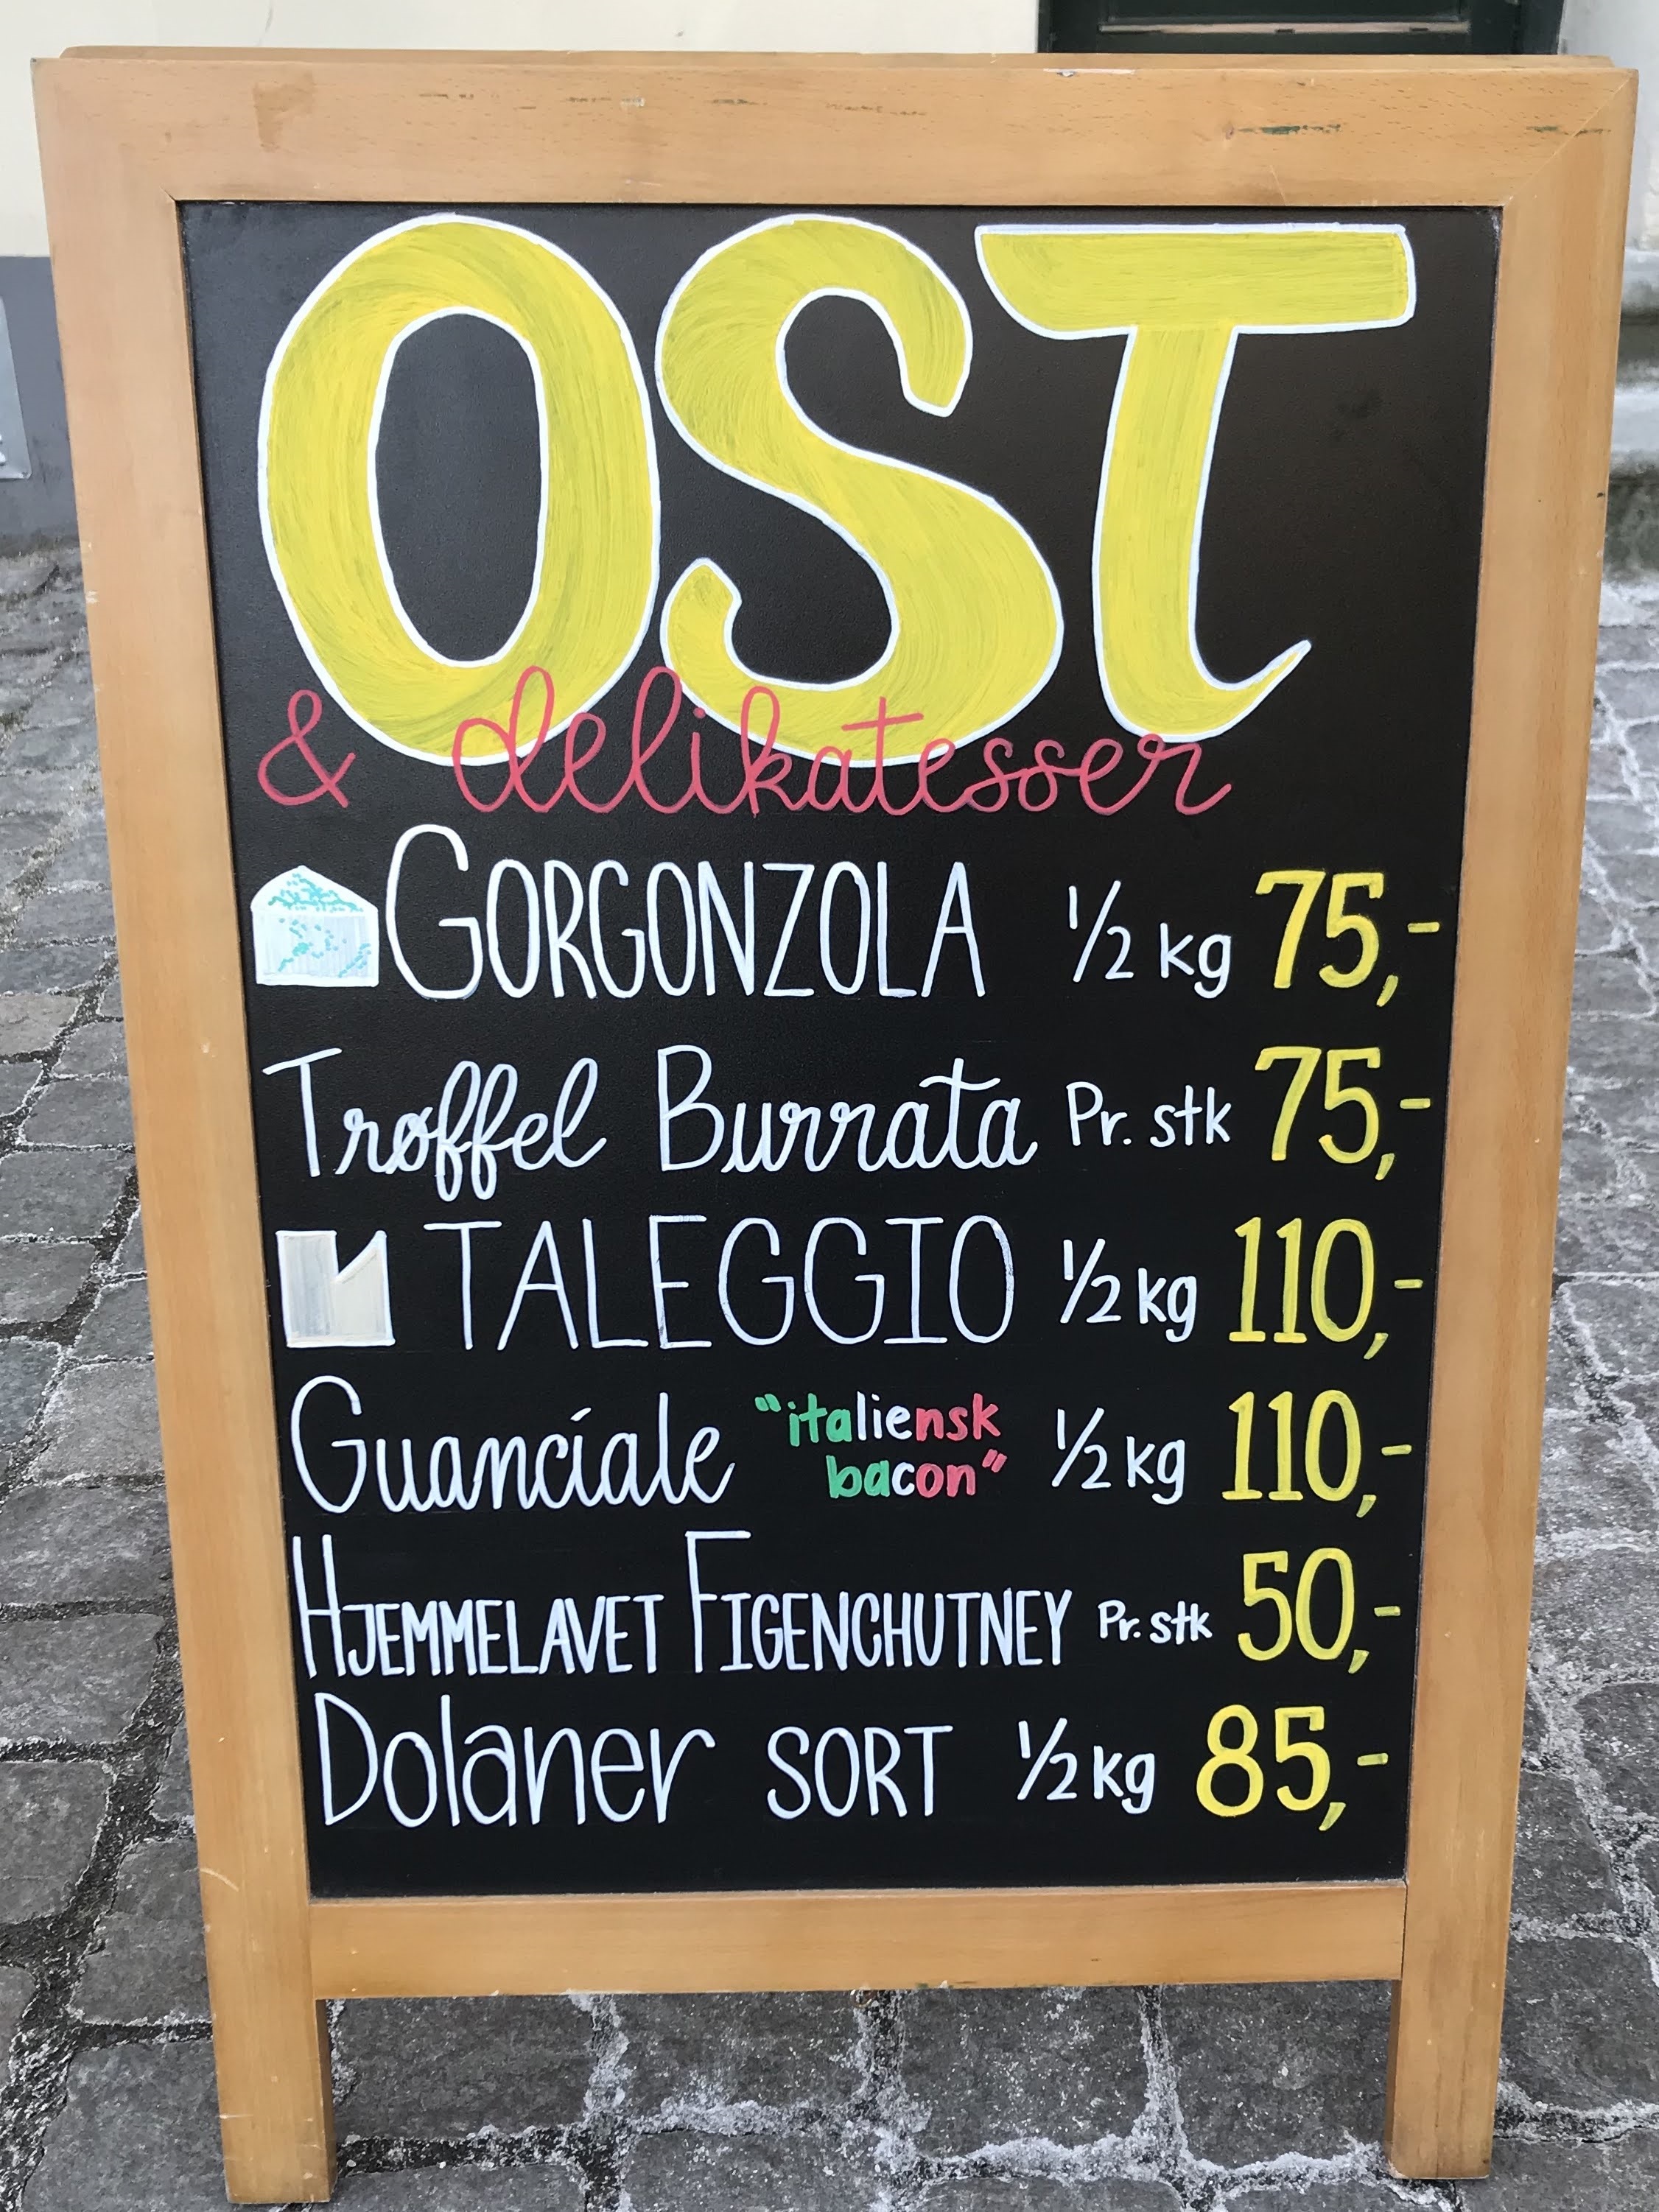 OST
& delikatesser
GORGONZOLA 1/2 kg 75,-
Trøffel Burrata Pr. stk 75,-
TALEGGIO 1/2 kg 110,-
Guanciale "italiensk bacon" 1/2 kg 110,-
HJEMMELAVET FIGENCHUTNEY Pr. stk 50,-
Dolaner SORT 1/2 kg 85,-